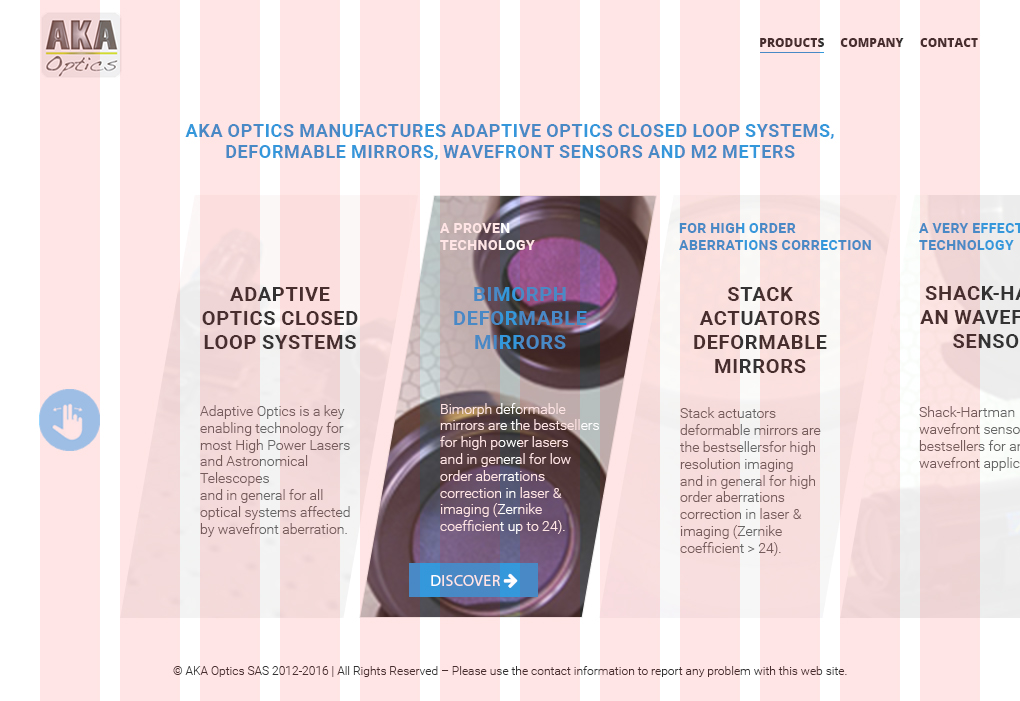 AKA
Optics
PRODUCTS COMPANY CONTACT
AKA OPTICS MANUFACTURES ADAPTIVE OPTICS CLOSED LOOP SYSTEMS,
DEFORMABLE MIRRORS, WAVEFRONT SENSORS AND M2 METERS
ADAPTIVE
OPTICS CLOSED
LOOP SYSTEMS
Adaptive Optics is a key
enabling technology for
most High Power Lasers
and Astronomical
Telescopes
and in general for all
optical systems affected
by wavefront aberration.
A PROVEN
TECHNOLOGY
BIMORPH
DEFORMABLE
MIRRORS
Bimorph deformable
mirrors are the bestsellers
for high power lasers
and in general for low
order aberrations
correction in laser &
imaging (Zernike
coefficient up to 24).
DISCOVER
FOR HIGH ORDER
ABERRATIONS CORRECTION
STACK
ACTUATORS
DEFORMABLE
MIRRORS
Stack actuators
deformable mirrors are
the bestsellersfor high
resolution imaging
and in general for high
order aberrations
correction in laser &
imaging (Zernike
coefficient > 24).
A VERY EFFECT
TECHNOLOGY
SHACK-HA
AN WAVEF
SENSO
Shack-Hartman
wavefront senso
bestsellers for an
wavefront applic
© AKA Optics SAS 2012-2016 | All Rights Reserved – Please use the contact information to report any problem with this web site.